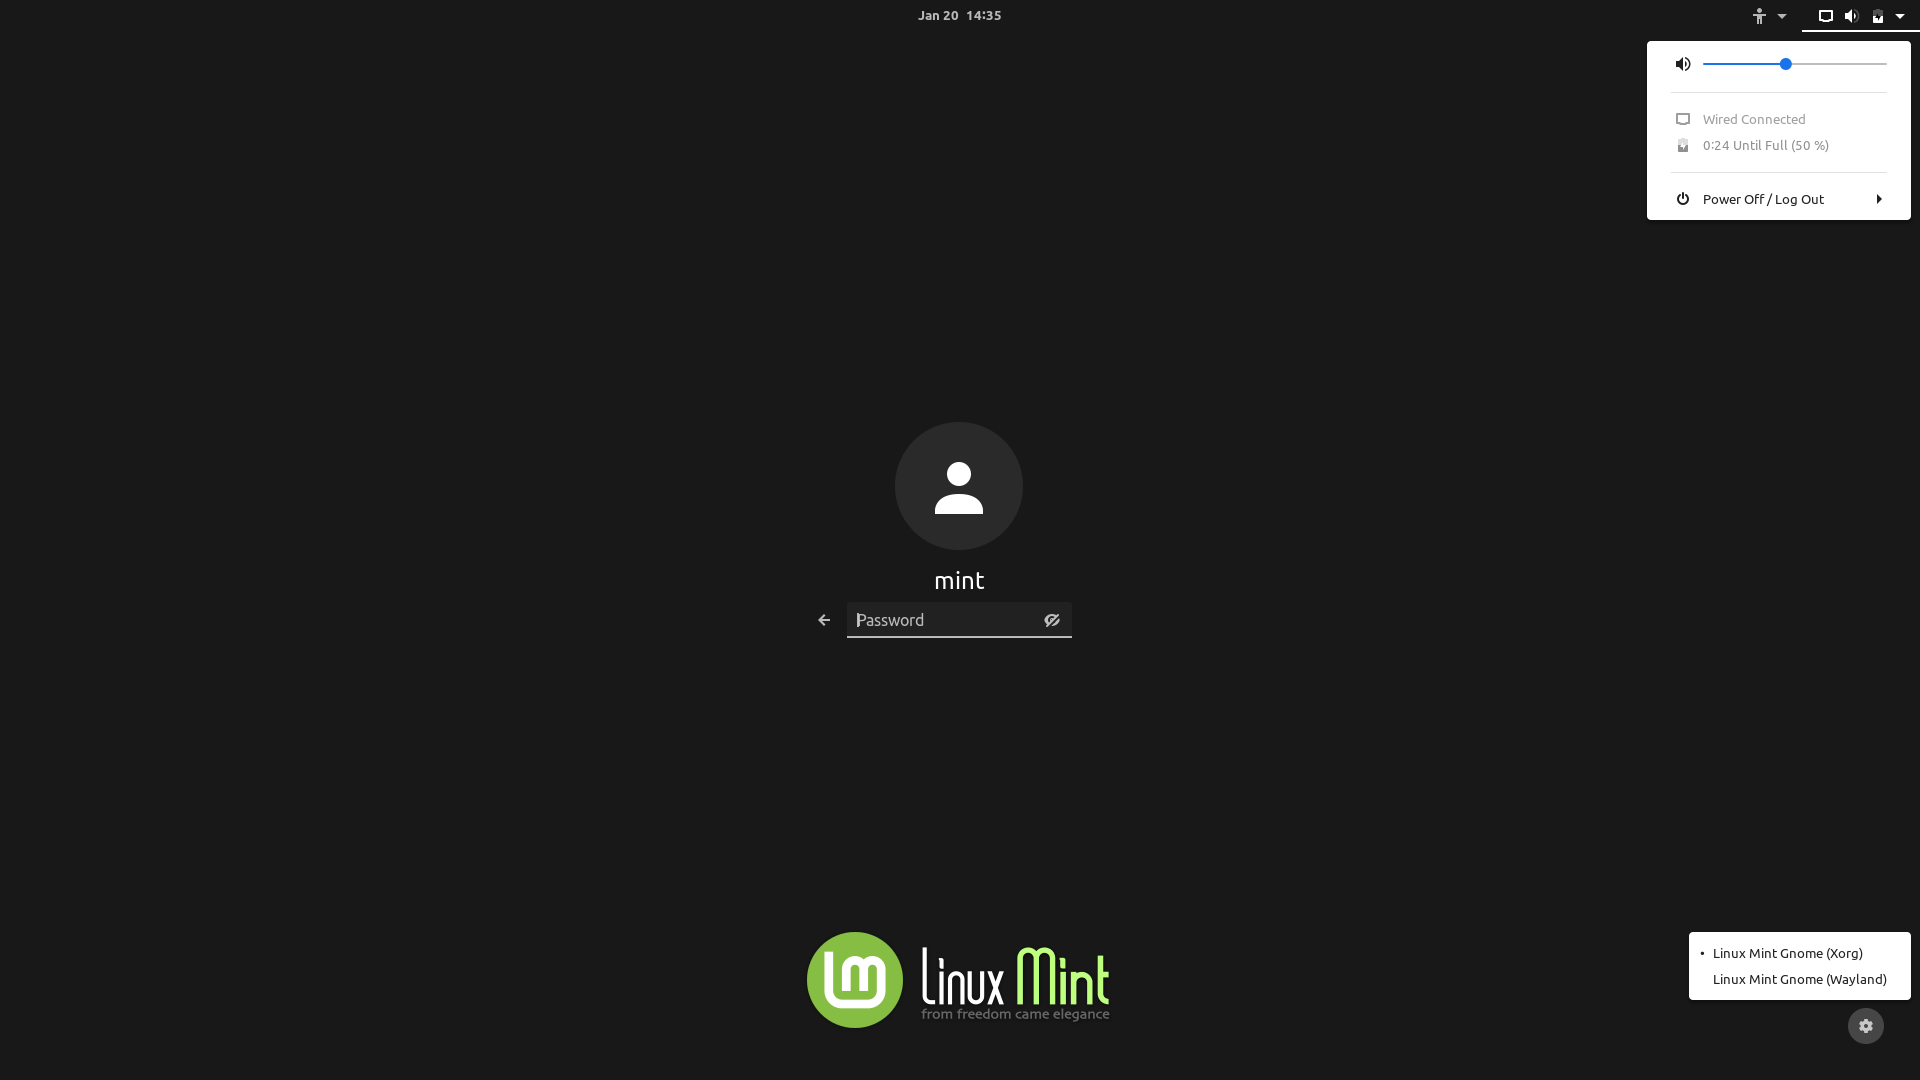 Jan 20 14:35
Wired Connected
0:24 Until Full (50 %)
Power Off / Log Out
mint
Password
Linux Mint
from freedom came elegance
• Linux Mint Gnome (Xorg)
Linux Mint Gnome (Wayland)